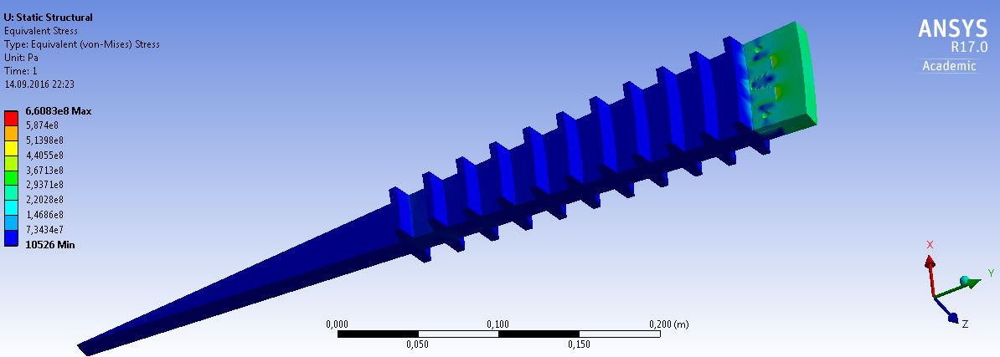 U: Static Structural
Equivalent Stress
Type: Equivalent (von-Mises) Stress
Unit: Pa
Time: 1
14.09.2016 22:23
ANSYS
R17.0
Academic
6,6083e8 Max
5,874e8
5,1398e8
4,4055e8
3,6713e8
2,9371e8
2,2028e8
1,4686e8
7,3434e7
10526 Min
0,000
0,100
0,200 (m)
0,050
0,150
X
Y
Z